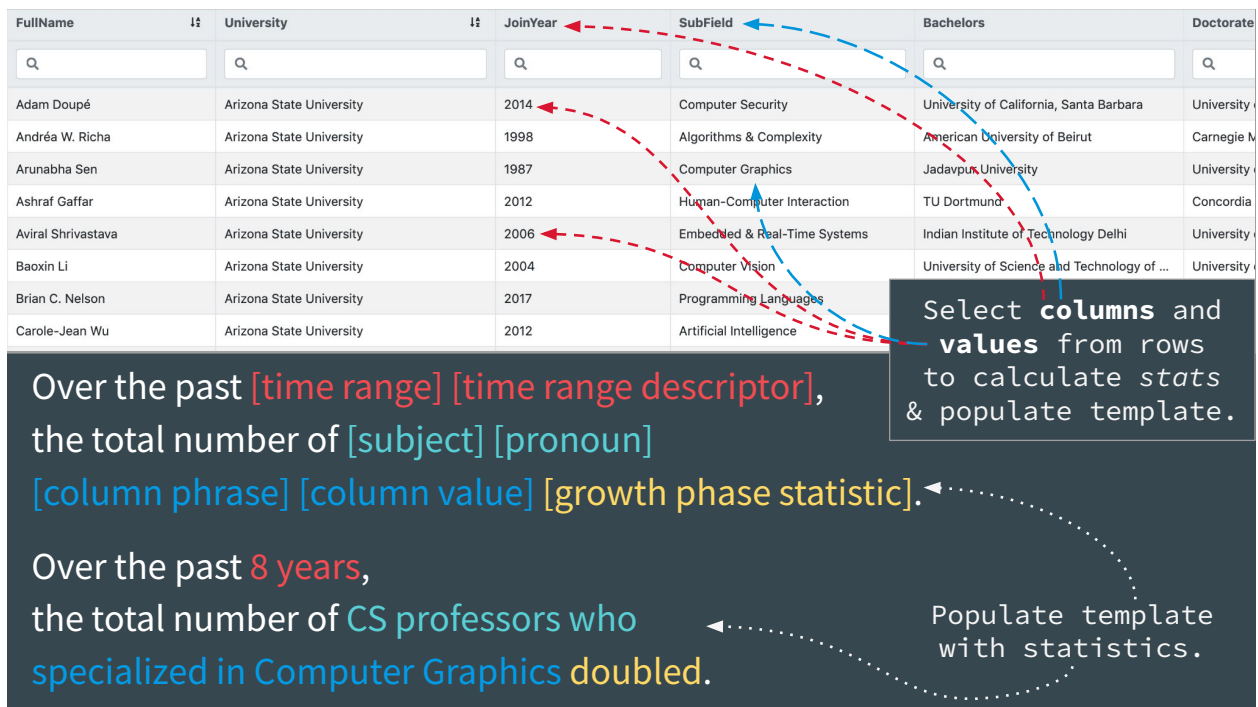 FullName University JoinYear SubField Bachelors Doctorate
Adam Doupé Arizona State University 2014 Computer Security University of California, Santa Barbara University
Andréa W. Richa Arizona State University 1998 Algorithms & Complexity American University of Beirut Carnegie M
Arunabha Sen Arizona State University 1987 Computer Graphics Jadavpur University University
Ashraf Gaffar Arizona State University 2012 Human-Computer Interaction TU Dortmund Concordia
Aviral Shrivastava Arizona State University 2006 Embedded & Real-Time Systems Indian Institute of Technology Delhi University
Baoxin Li Arizona State University 2004 Computer Vision University of Science and Technology of ... University
Brian C. Nelson Arizona State University 2017 Programming Languages
Carole-Jean Wu Arizona State University 2012 Artificial Intelligence
Select columns and
values from rows
to calculate stats
& populate template.
Over the past [time range] [time range descriptor],
the total number of [subject] [pronoun]
[column phrase] [column value] [growth phase statistic].
Over the past 8 years,
the total number of CS professors who
specialized in Computer Graphics doubled.
Populate template
with statistics.